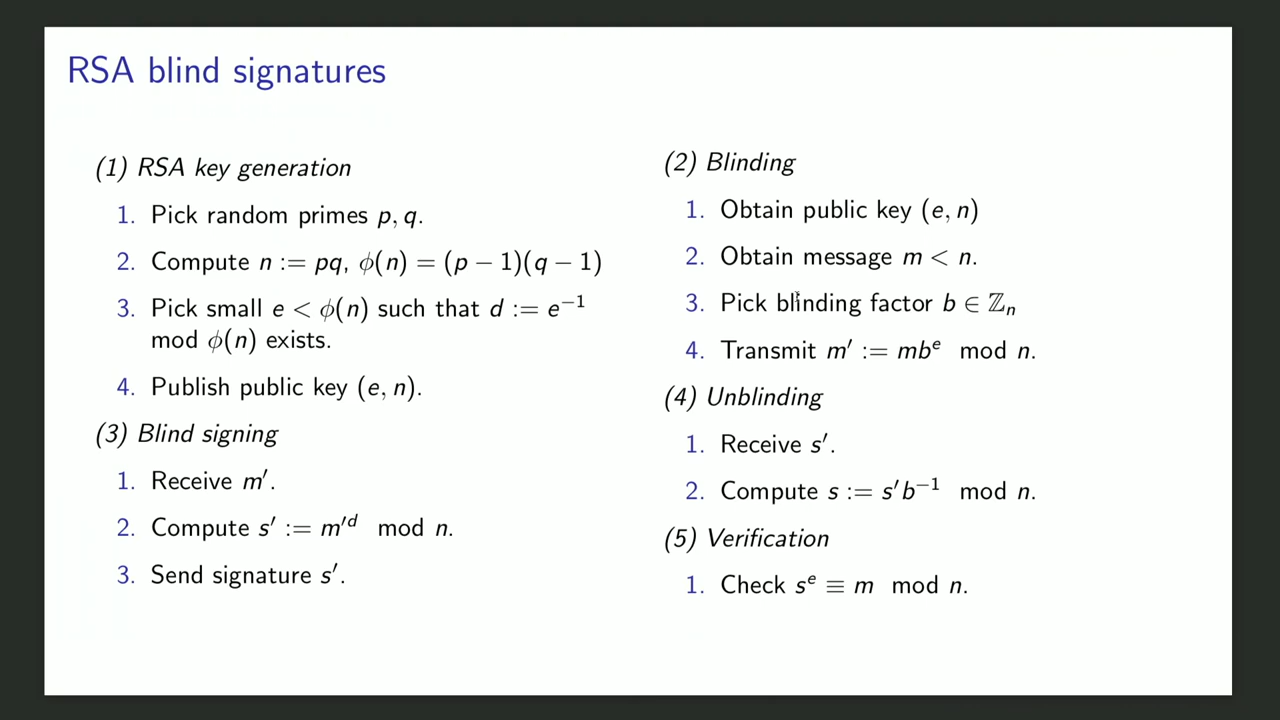 RSA blind signatures
(1) RSA key generation
1. Pick random primes p, q.
2. Compute n := pq, ϕ(n) = (p − 1)(q − 1)
3. Pick small e < ϕ(n) such that d := e⁻¹
mod ϕ(n) exists.
4. Publish public key (e, n).
(3) Blind signing
1. Receive m′.
2. Compute s′ := m′ᵈ mod n.
3. Send signature s′.
(2) Blinding
1. Obtain public key (e, n)
2. Obtain message m < n.
3. Pick blinding factor b ∈ ℤₙ
4. Transmit m′ := mbᵉ mod n.
(4) Unblinding
1. Receive s′.
2. Compute s := s′b⁻¹ mod n.
(5) Verification
1. Check sᵉ ≡ m mod n.